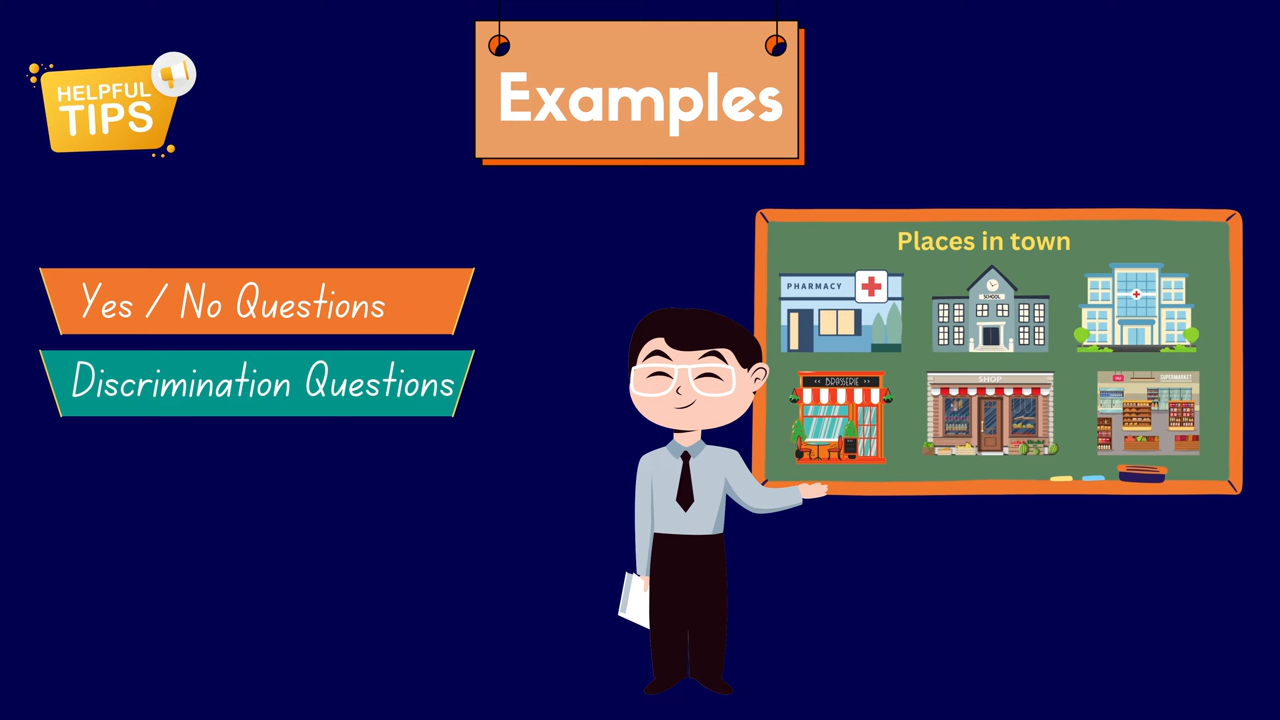 HELPFUL
TIPS
Examples
Yes / No Questions
Discrimination Questions
Places in town
PHARMACY
SCHOOL
‹‹ BRASSERIE ››
SHOP
SUPERMARKET